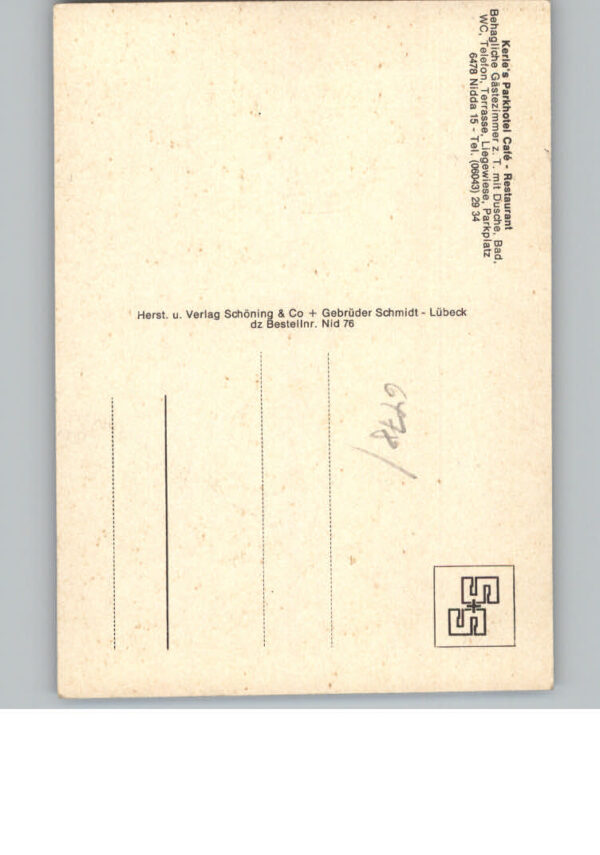 Kerle's Parkhotel Café - Restaurant
Behagliche Gästezimmer z. T. mit Dusche, Bad,
WC, Telefon, Terrasse, Liegewiese, Parkplatz
6478 Nidda 15 - Tel. (06043) 29 34
Herst. u. Verlag Schöning & Co + Gebrüder Schmidt - Lübeck
dz Bestellnr. Nid 76
6478/
S+S